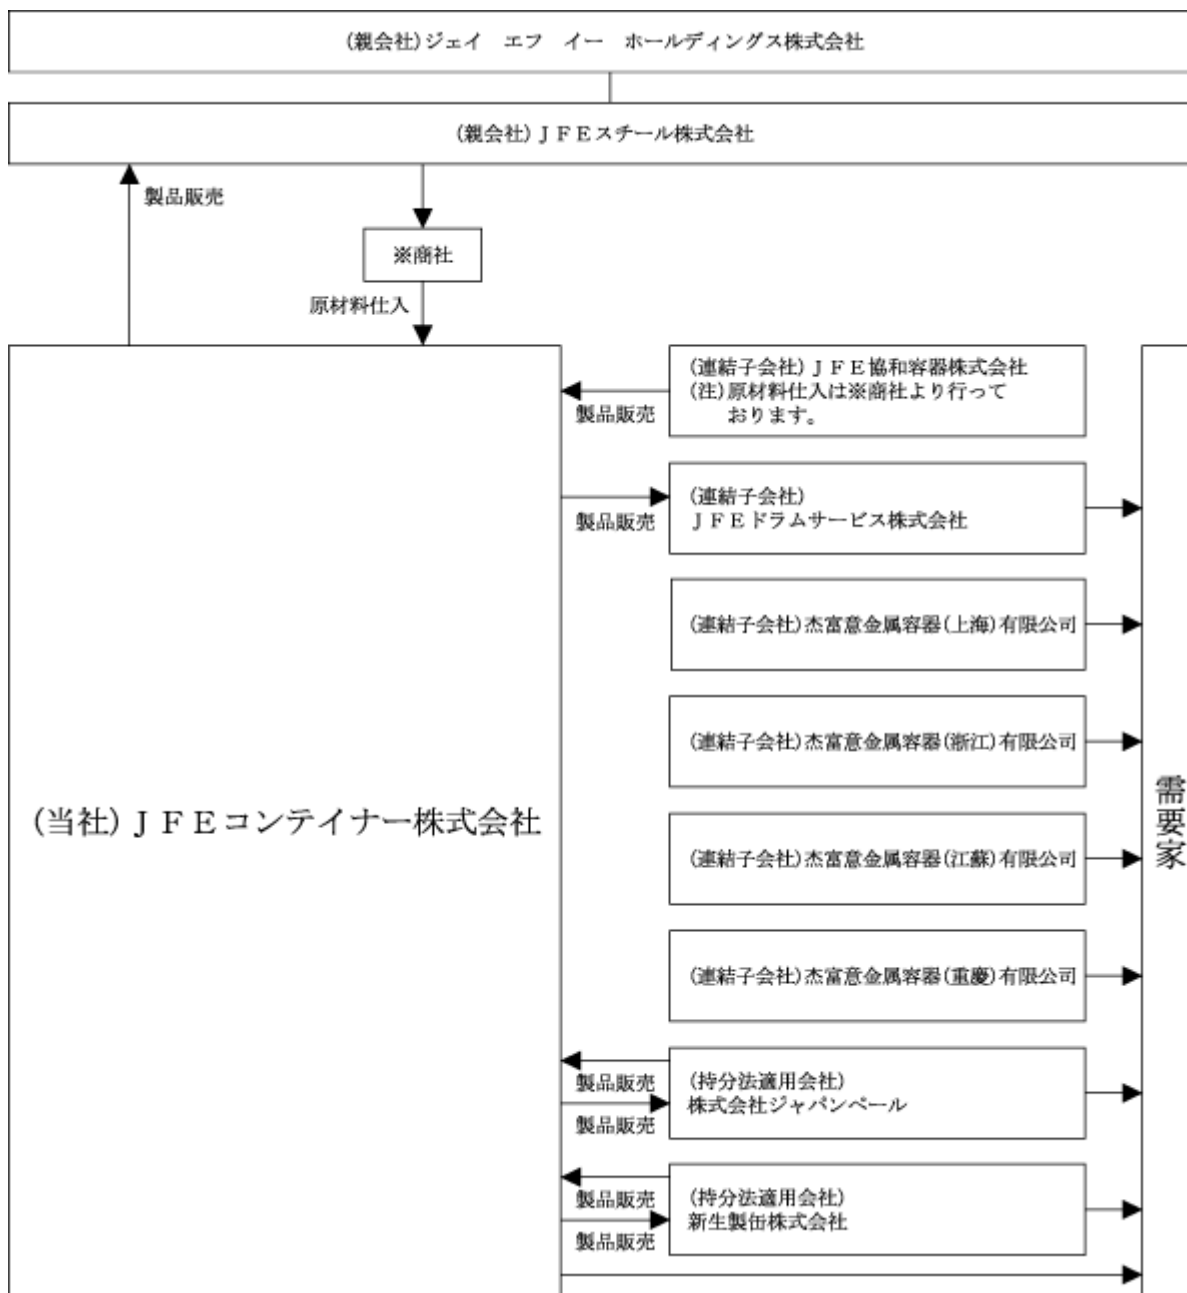 (親会社)ジェイ　エフ　イー　ホールディングス株式会社
(親会社)ＪＦＥスチール株式会社
製品販売
※商社
原材料仕入
(当社)ＪＦＥコンテイナー株式会社
(連結子会社)ＪＦＥ協和容器株式会社
(注)原材料仕入は※商社より行って
おります。
製品販売
(連結子会社)
ＪＦＥドラムサービス株式会社
製品販売
(連結子会社)杰富意金属容器(上海)有限公司
(連結子会社)杰富意金属容器(浙江)有限公司
(連結子会社)杰富意金属容器(江蘇)有限公司
(連結子会社)杰富意金属容器(重慶)有限公司
(持分法適用会社)
株式会社ジャパンペール
製品販売
製品販売
(持分法適用会社)
新生製缶株式会社
製品販売
製品販売
需要家